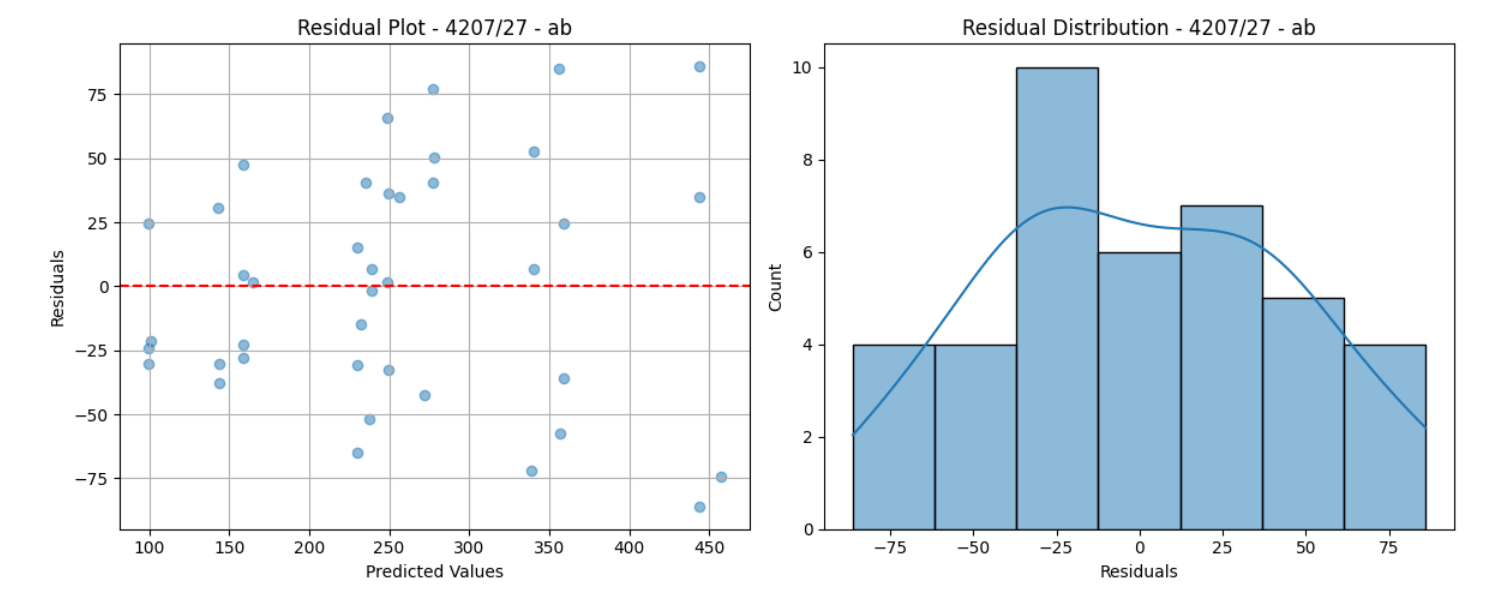 Residual Plot - 4207/27 - ab
75
50
25
0
−25
−50
−75
Residuals
100 150 200 250 300 350 400 450
Predicted Values
Residual Distribution - 4207/27 - ab
10
8
6
4
2
0
Count
−75 −50 −25 0 25 50 75
Residuals